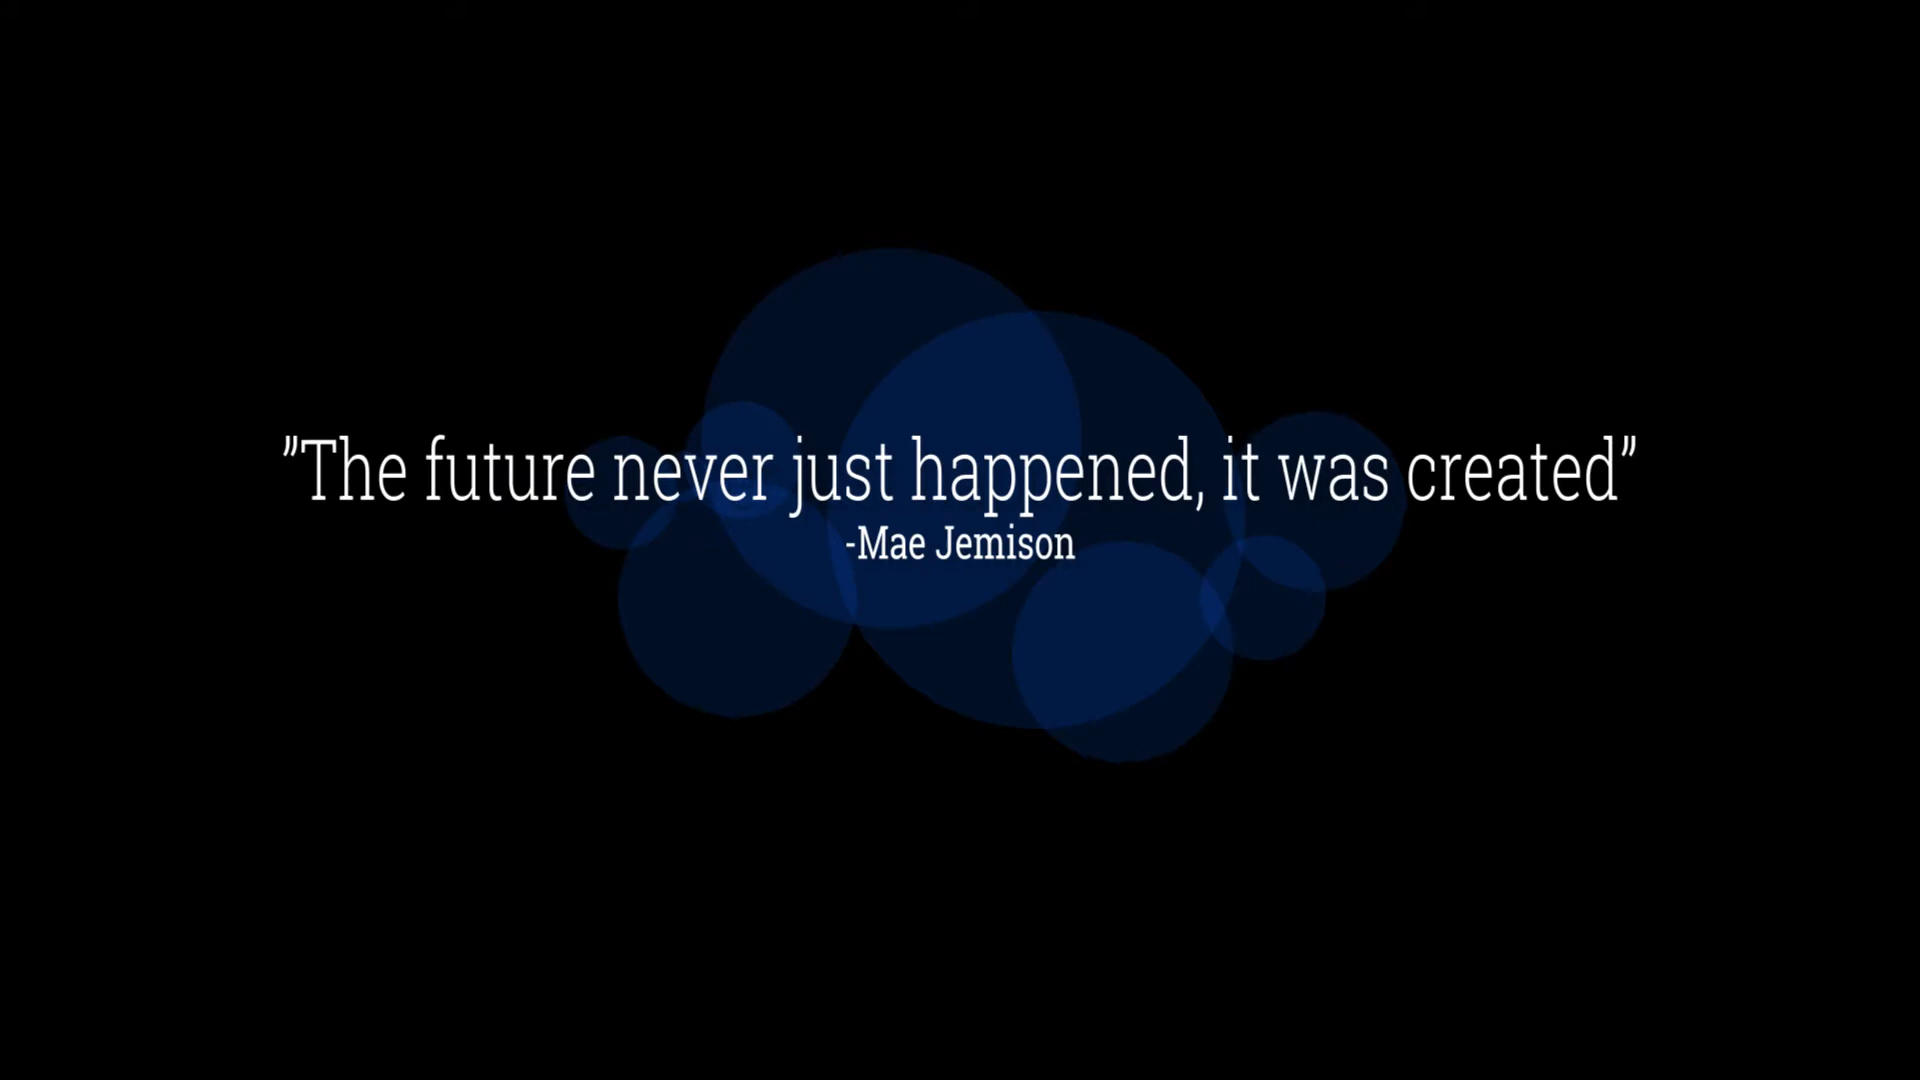 ”The future never just happened, it was created”
-Mae Jemison